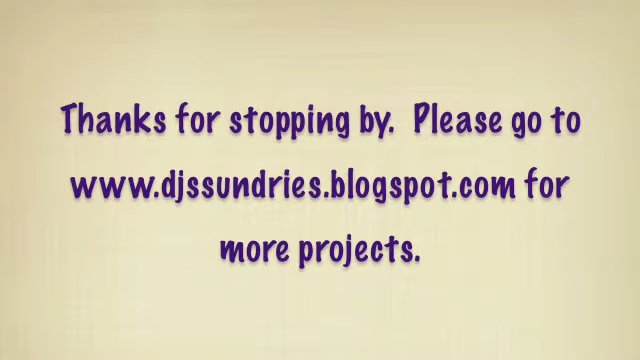 Thanks for stopping by.  Please go to
www.djssundries.blogspot.com for
more projects.